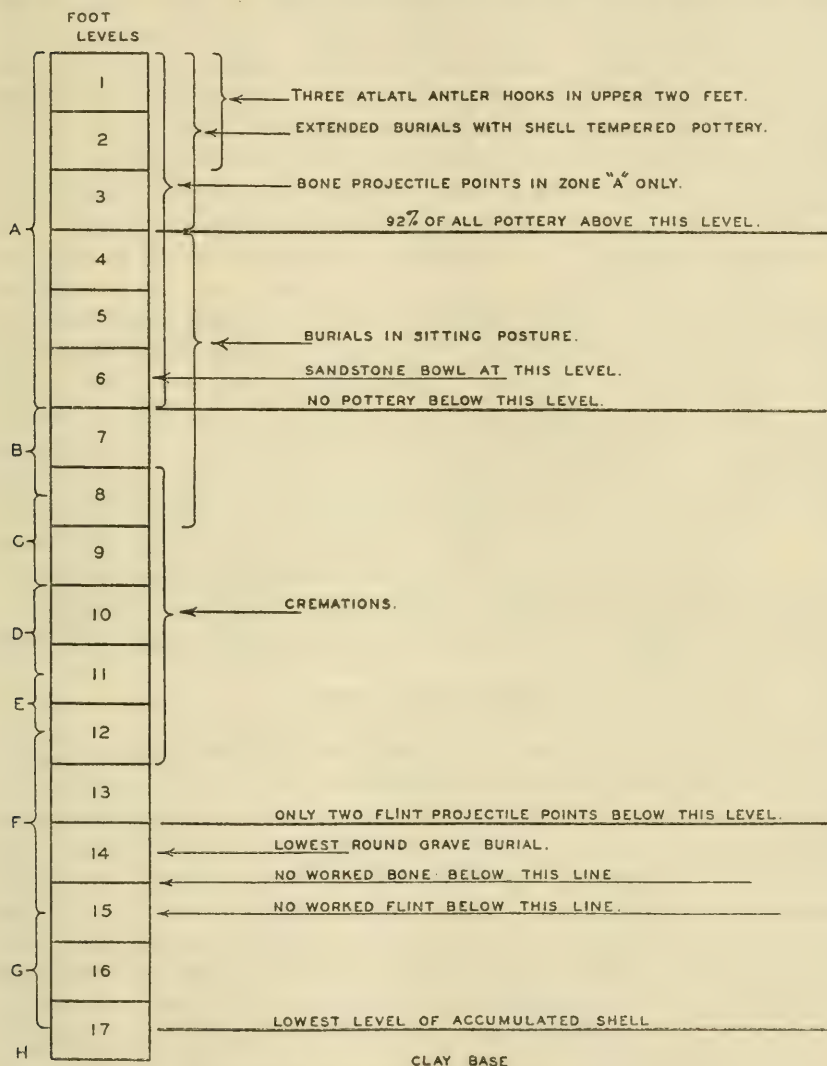 FOOT
LEVELS
1
THREE ATLATL ANTLER HOOKS IN UPPER TWO FEET.
2
EXTENDED BURIALS WITH SHELL TEMPERED POTTERY.
3
BONE PROJECTILE POINTS IN ZONE "A" ONLY.
A
92% OF ALL POTTERY ABOVE THIS LEVEL.
4
5
BURIALS IN SITTING POSTURE.
6
SANDSTONE BOWL AT THIS LEVEL.
NO POTTERY BELOW THIS LEVEL.
7
B
8
C
9
10
CREMATIONS.
D
11
E
12
13
F
ONLY TWO FLINT PROJECTILE POINTS BELOW THIS LEVEL.
14
LOWEST ROUND GRAVE BURIAL.
NO WORKED BONE BELOW THIS LINE
15
NO WORKED FLINT BELOW THIS LINE.
G
16
17
LOWEST LEVEL OF ACCUMULATED SHELL
H
CLAY BASE